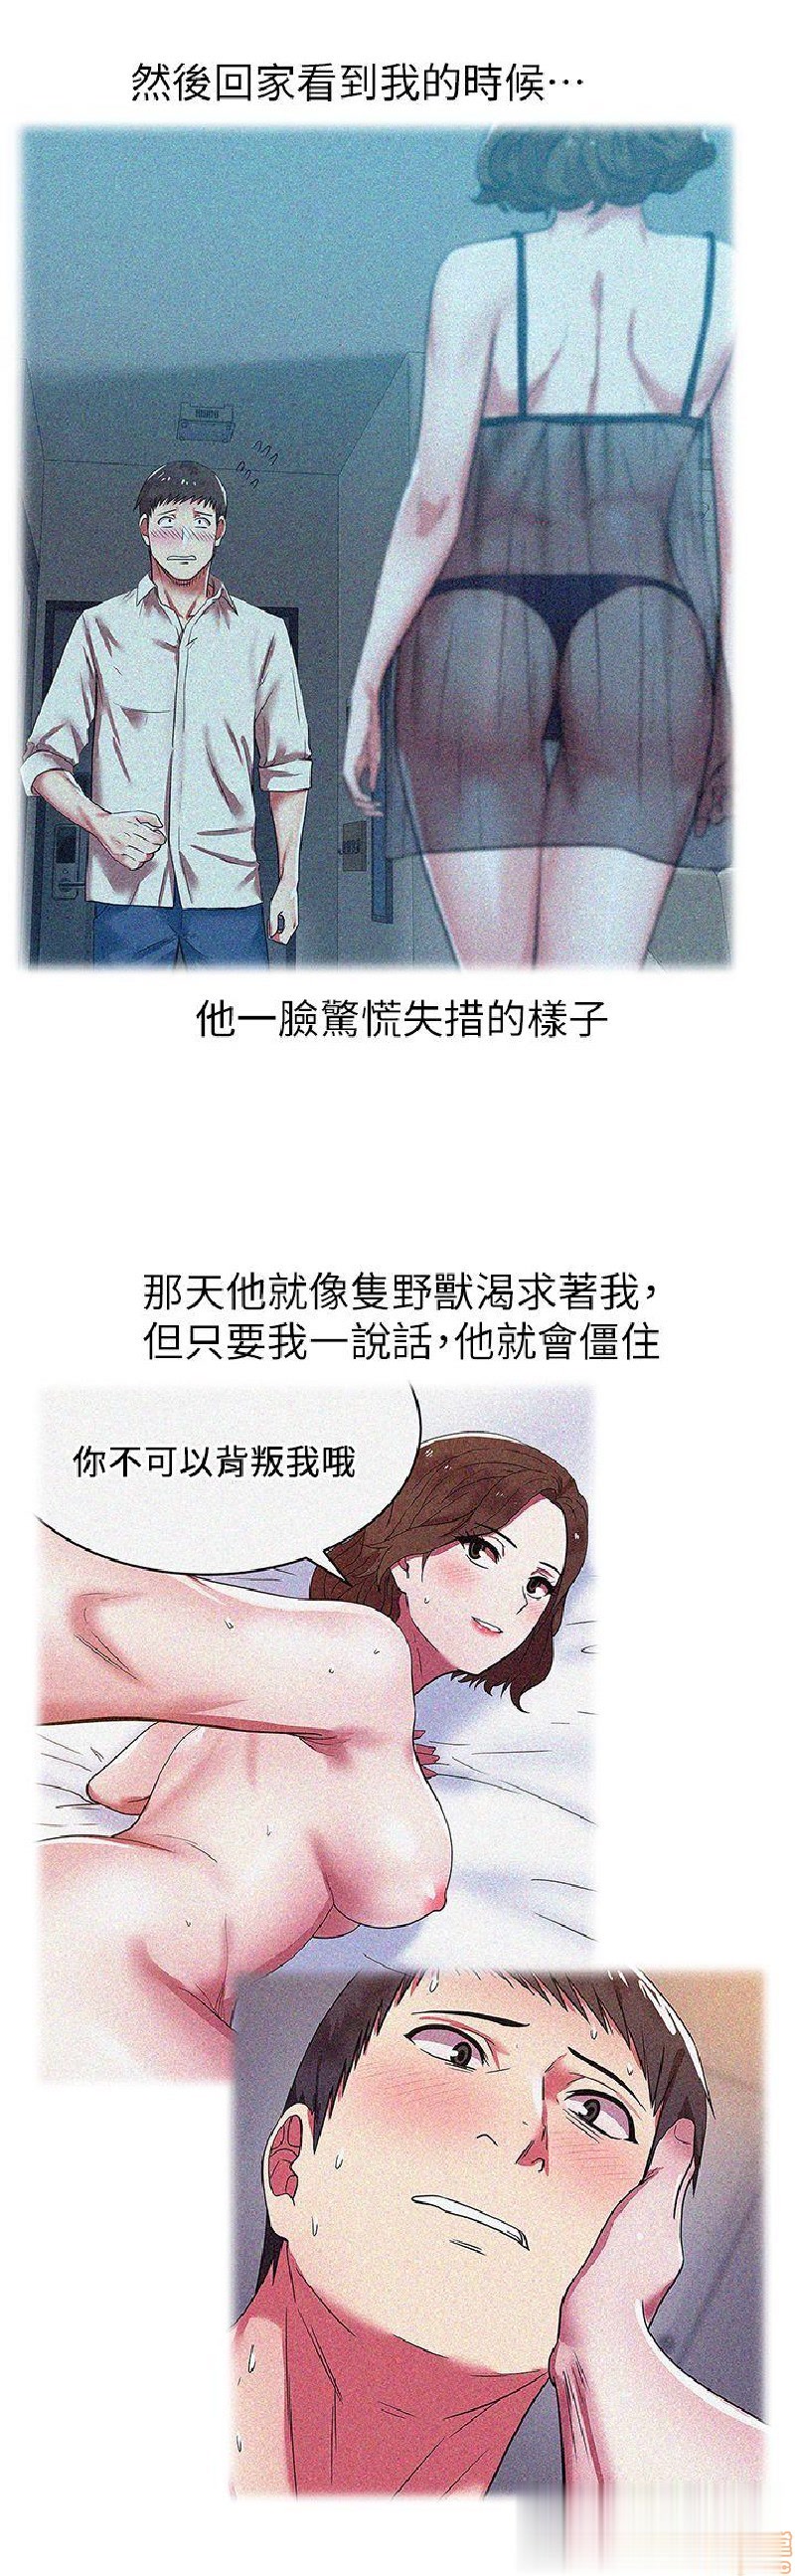 然後回家看到我的時候…
他一臉驚慌失措的樣子
那天他就像隻野獸渴求著我，
但只要我一說話，他就會僵住
你不可以背叛我哦